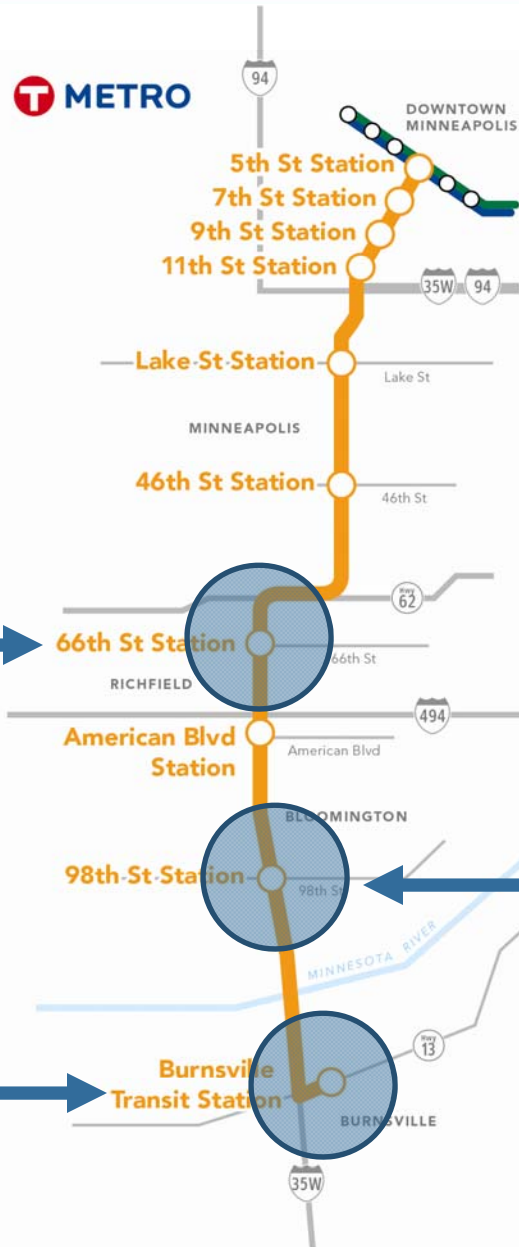 94
T METRO
DOWNTOWN
MINNEAPOLIS
5th St Station
7th St Station
9th St Station
11th St Station
35W 94
Lake St Station
Lake St
MINNEAPOLIS
46th St Station
46th St
Hwy
62
66th St Station
66th St
RICHFIELD
494
American Blvd
Station
American Blvd
BLOOMINGTON
98th St Station
98th St
MINNESOTA RIVER
Hwy
13
Burnsville
Transit Station
BURNSVILLE
35W